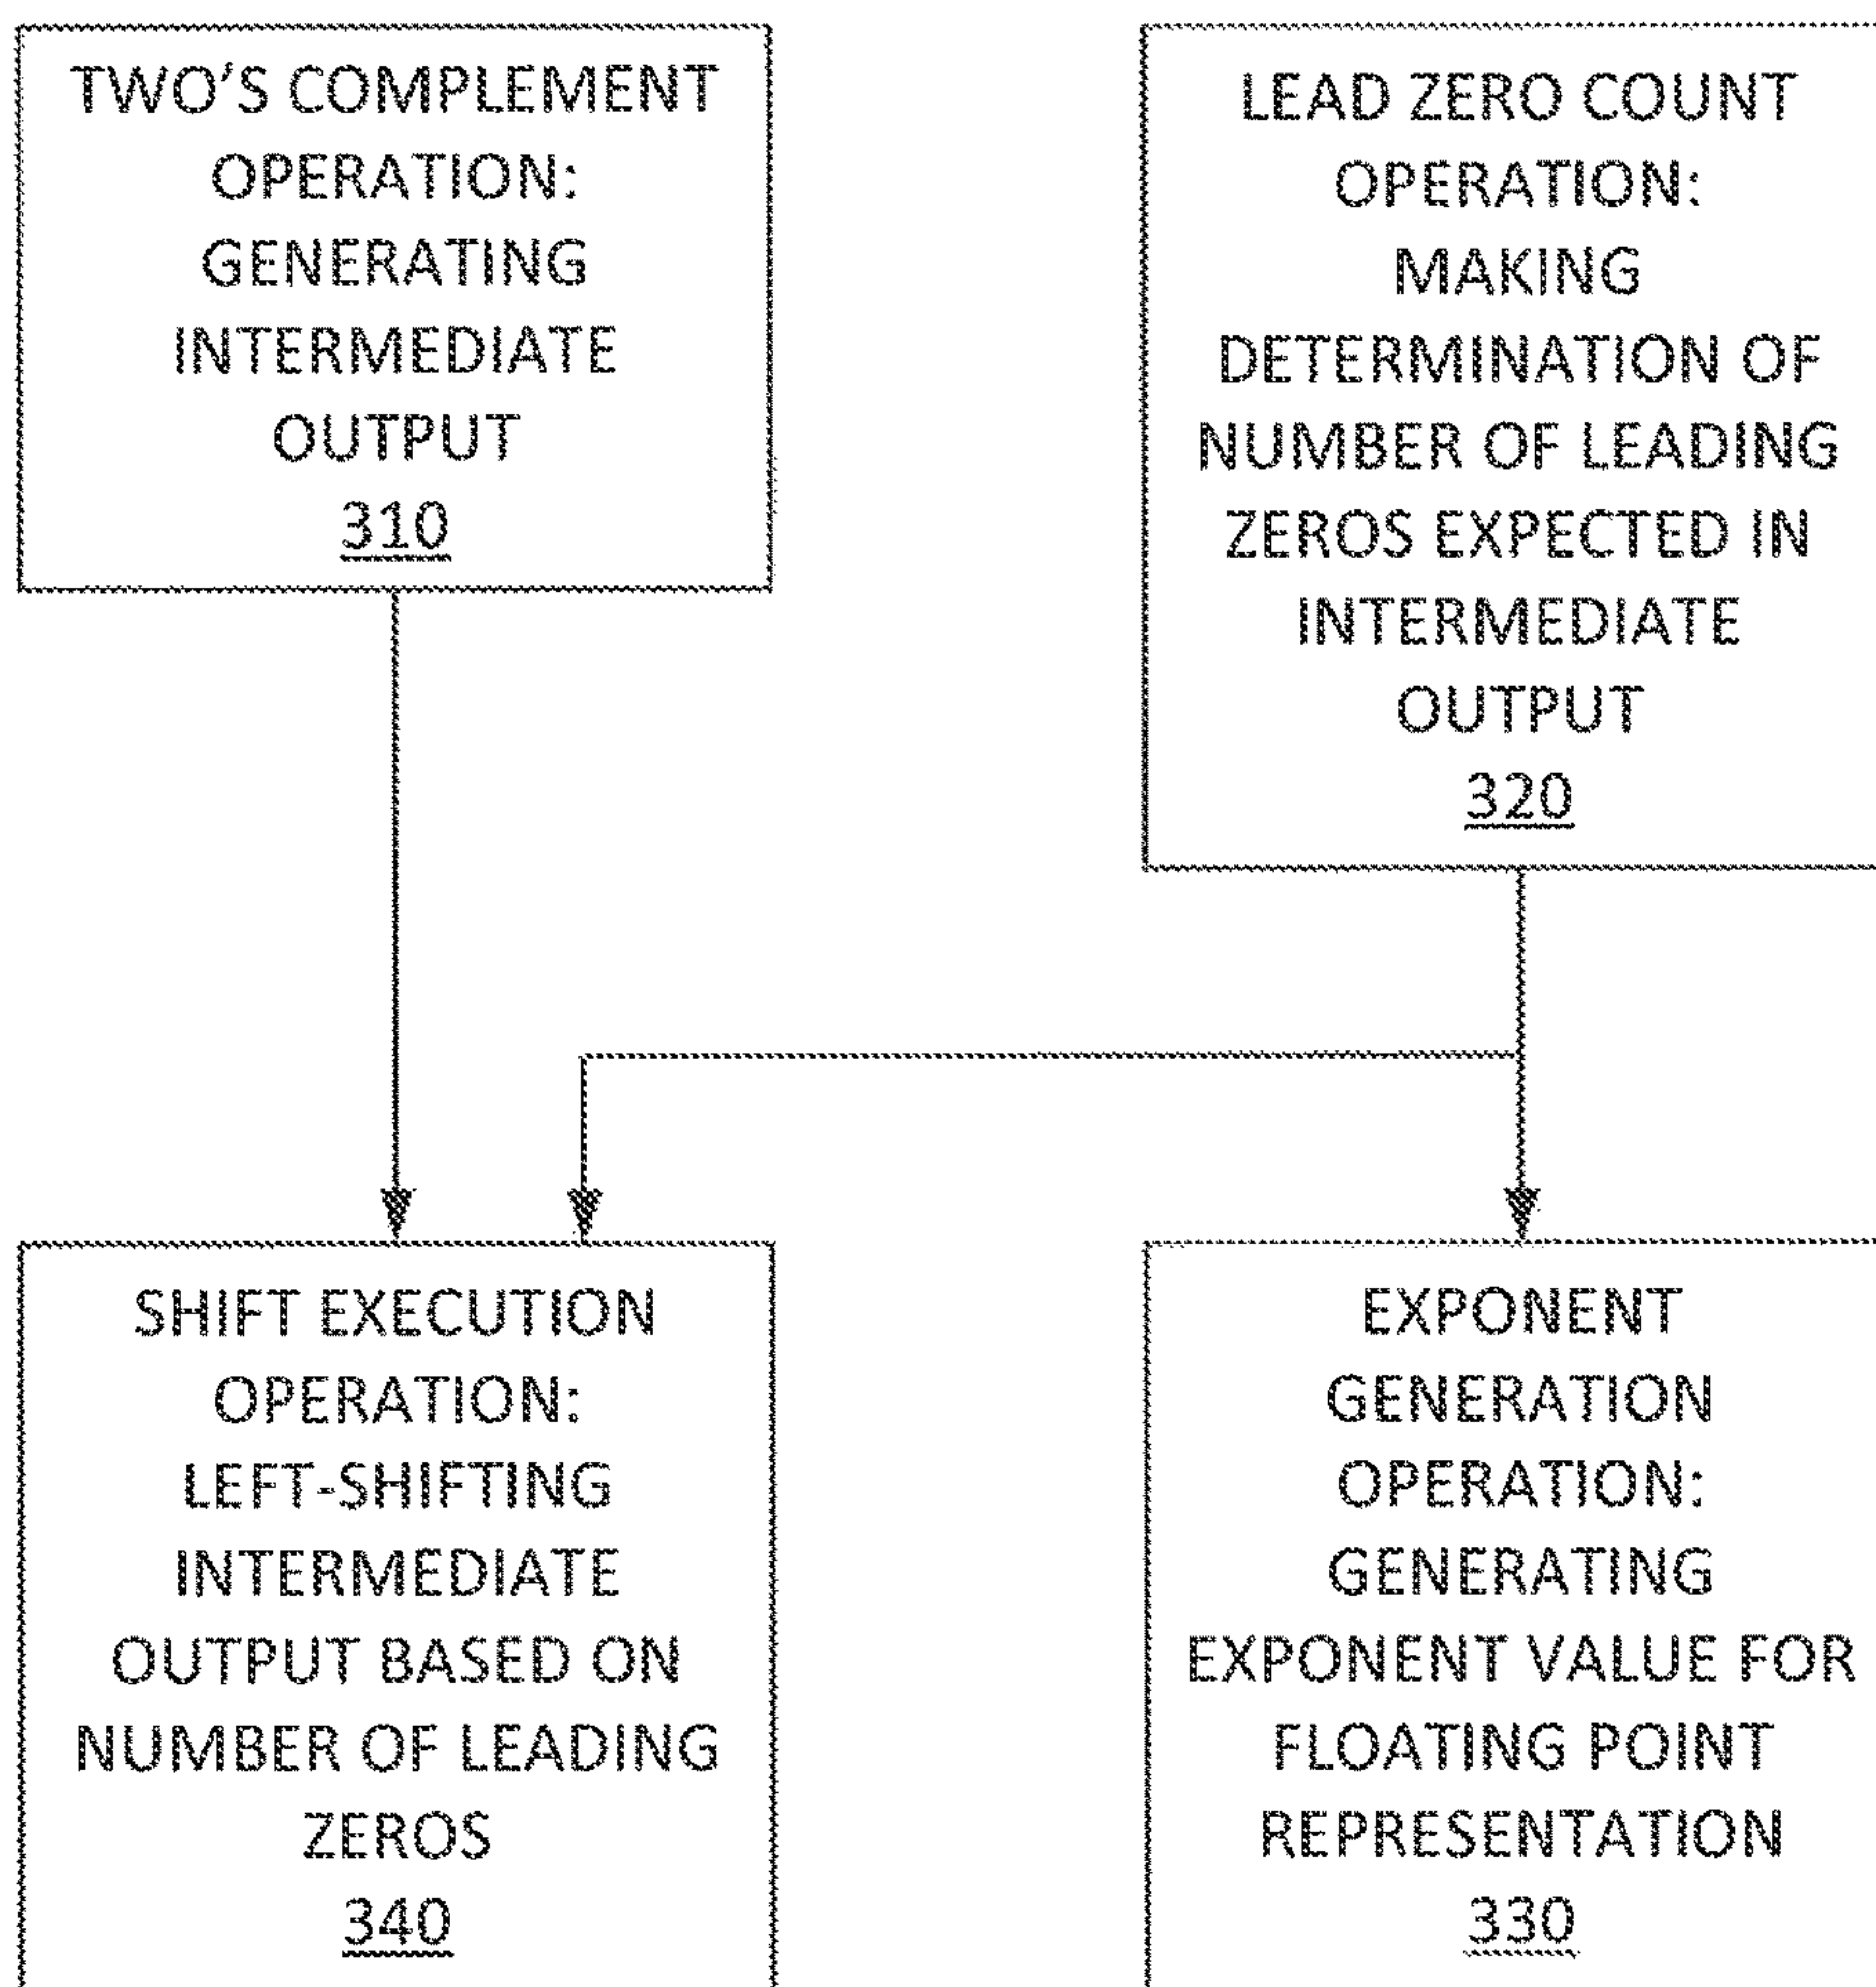 TWO'S COMPLEMENT
OPERATION:
GENERATING
INTERMEDIATE
OUTPUT
310
LEAD ZERO COUNT
OPERATION:
MAKING
DETERMINATION OF
NUMBER OF LEADING
ZEROS EXPECTED IN
INTERMEDIATE
OUTPUT
320
SHIFT EXECUTION
OPERATION:
LEFT-SHIFTING
INTERMEDIATE
OUTPUT BASED ON
NUMBER OF LEADING
ZEROS
340
EXPONENT
GENERATION
OPERATION:
GENERATING
EXPONENT VALUE FOR
FLOATING POINT
REPRESENTATION
330